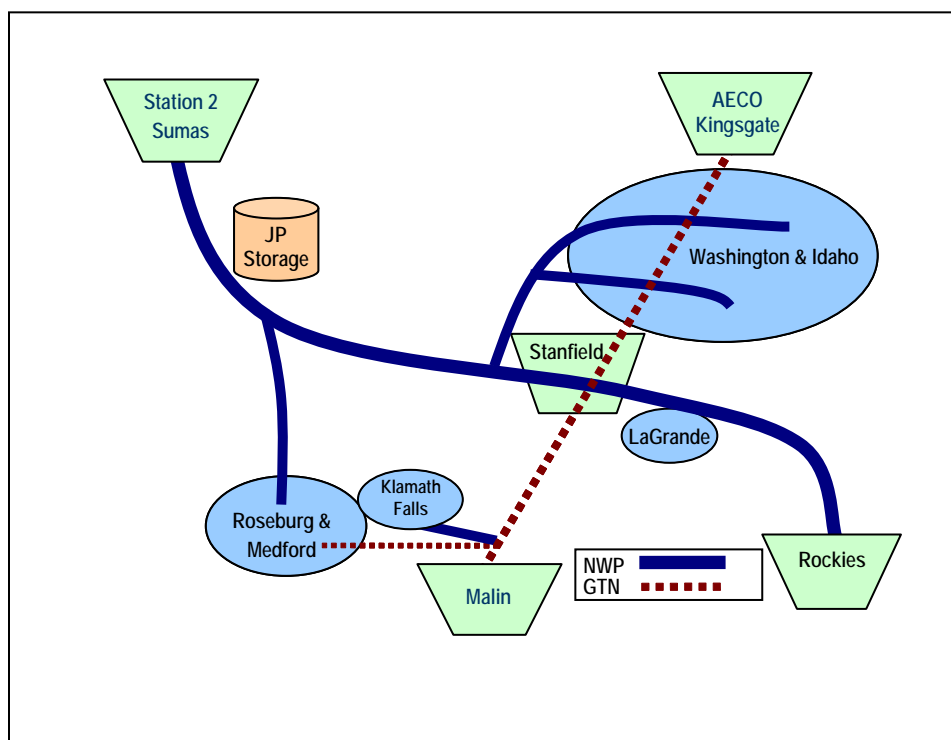 Station 2
Sumas
AECO
Kingsgate
JP
Storage
Washington & Idaho
Stanfield
LaGrande
Klamath
Falls
Roseburg &
Medford
Malin
NWP
GTN
Rockies